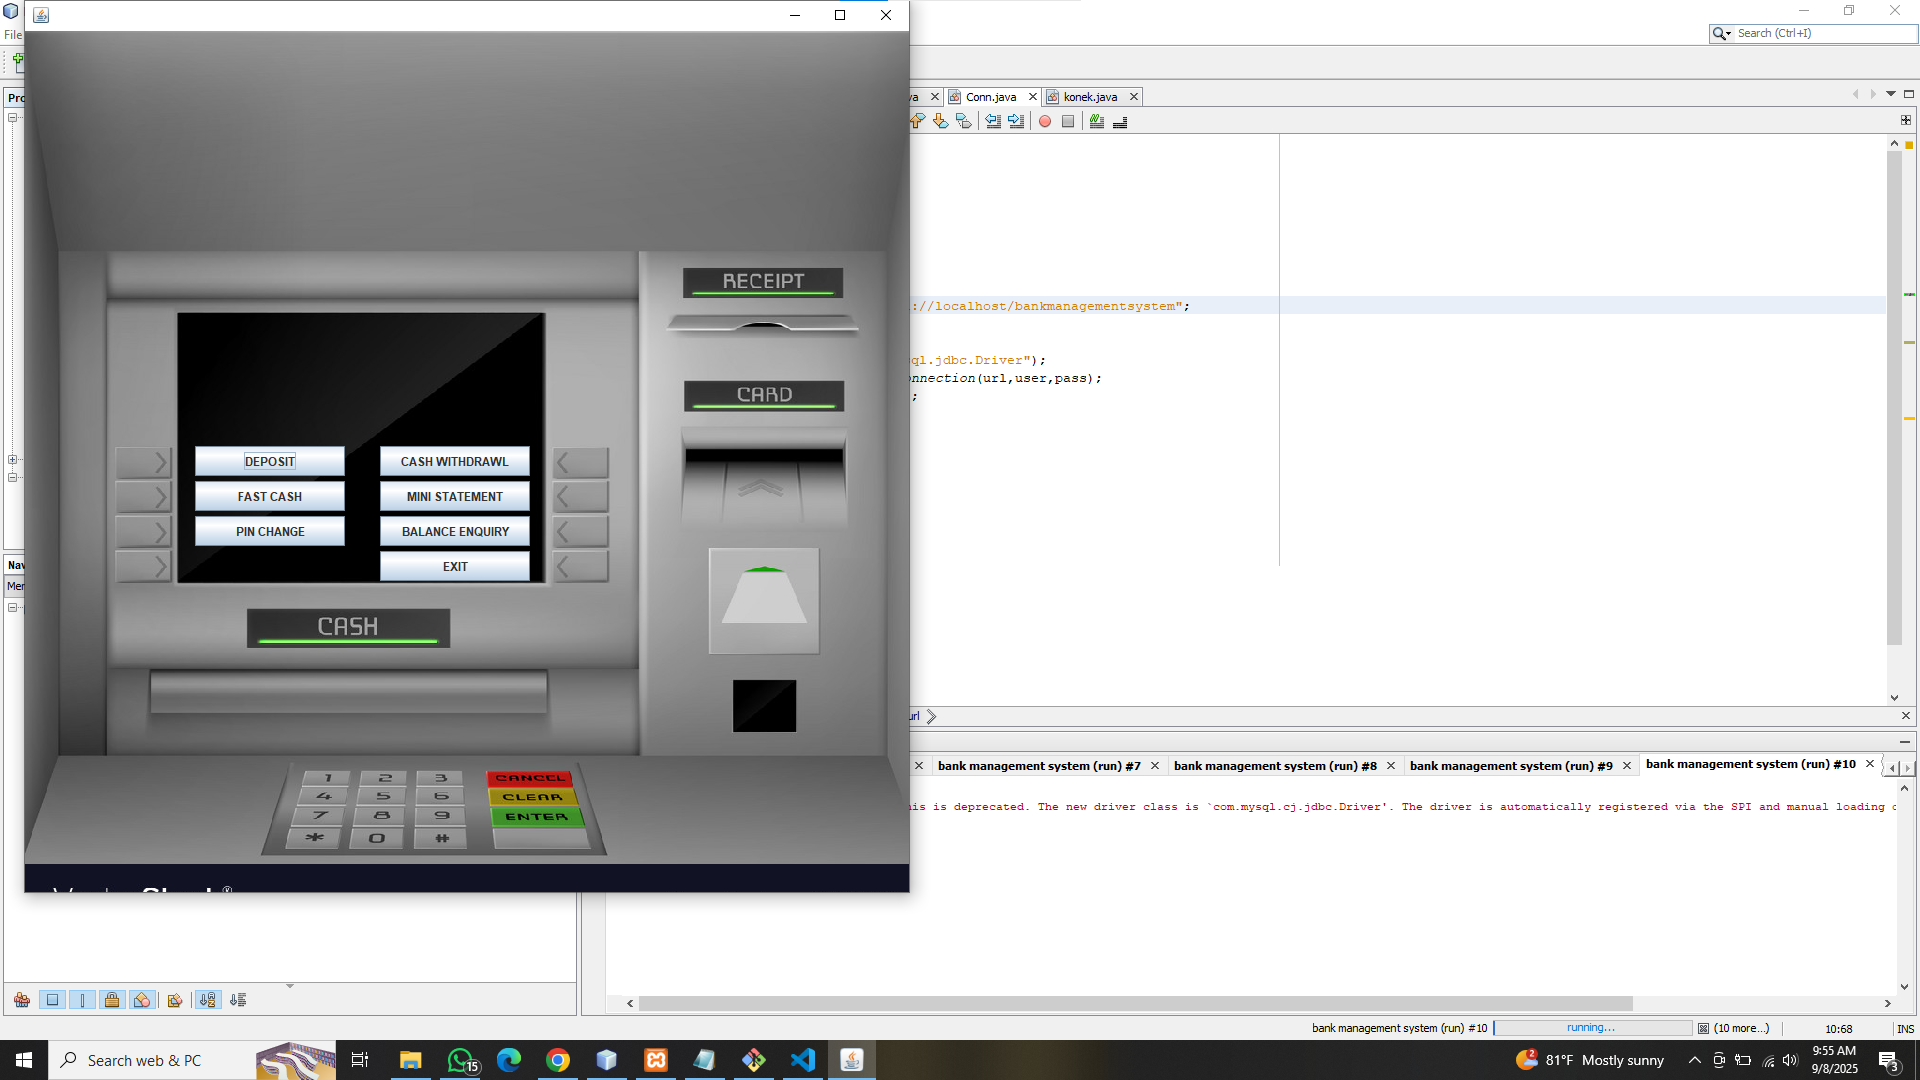 File
Search (Ctrl+I)
Conn.java
konek.java
RECEIPT
://localhost/bankmanagementsystem";
ql.jdbc.Driver");
onnection(url,user,pass);
;
CARD
DEPOSIT
CASH WITHDRAWL
FAST CASH
MINI STATEMENT
PIN CHANGE
BALANCE ENQUIRY
EXIT
CASH
url
bank management system (run) #7
bank management system (run) #8
bank management system (run) #9
bank management system (run) #10
1 2 3 CANCEL
4 5 6 CLEAR
7 8 9 ENTER
* 0 #
is is deprecated. The new driver class is `com.mysql.cj.jdbc.Driver'. The driver is automatically registered via the SPI and manual loading
bank management system (run) #10
running...
(10 more...)
10:68
INS
Search web & PC
15
2
81°F Mostly sunny
9:55 AM
9/8/2025
3